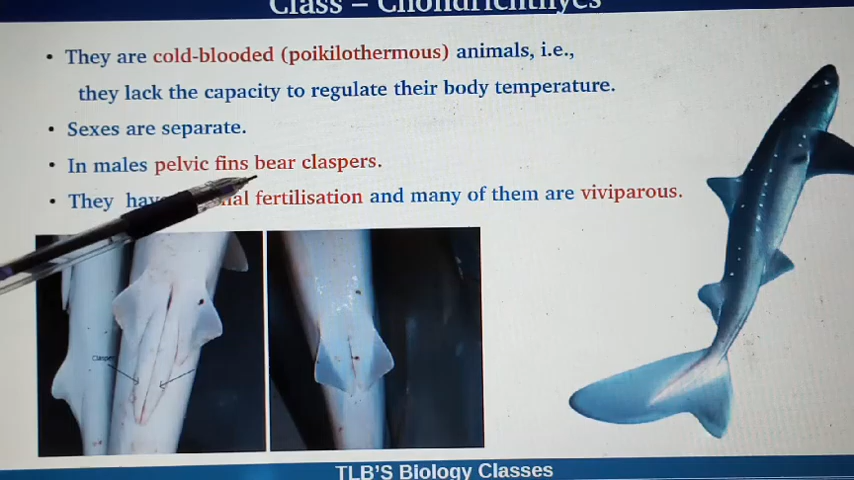 Class – Chondrichthyes
• They are cold-blooded (poikilothermous) animals, i.e.,
they lack the capacity to regulate their body temperature.
• Sexes are separate.
• In males pelvic fins bear claspers.
• They fertilisation and many of them are viviparous.
Clasper
TLB'S Biology Classes